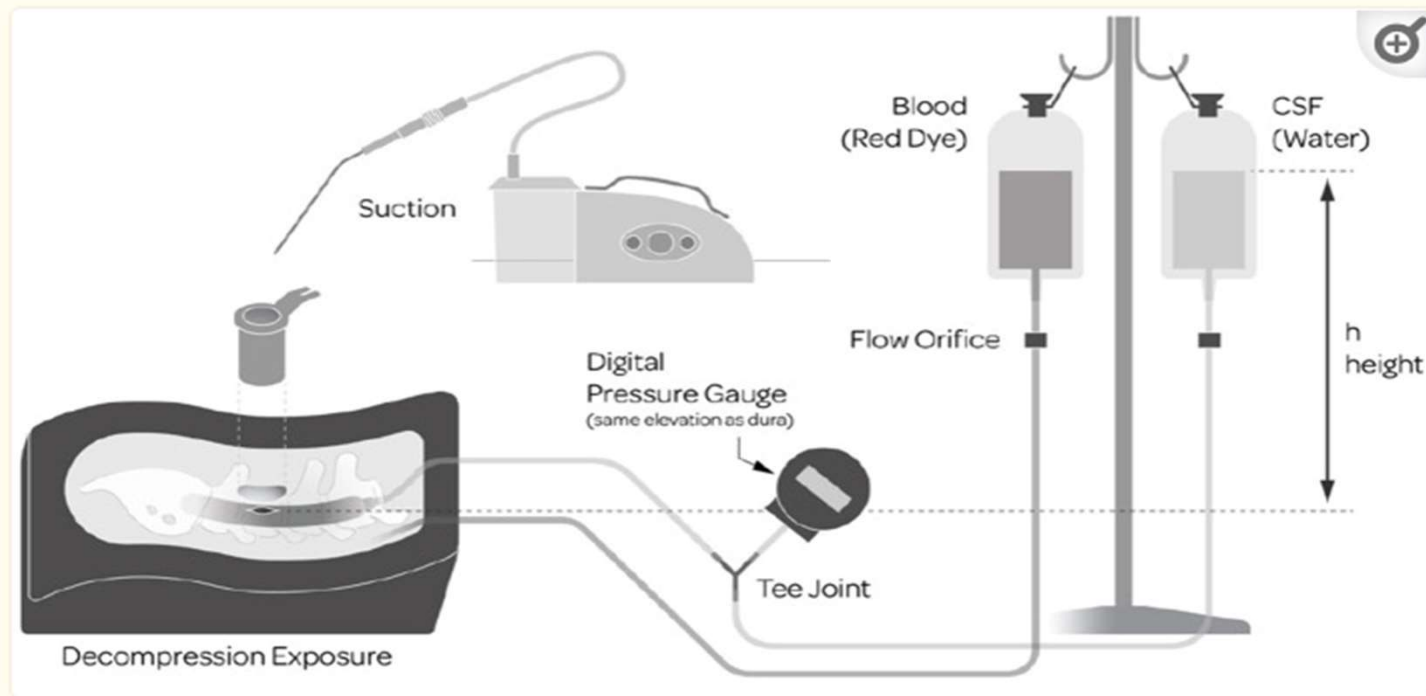 Blood
(Red Dye)
CSF
(Water)
Suction
Flow Orifice
h
height
Digital
Pressure Gauge
(same elevation as dura)
Tee Joint
Decompression Exposure